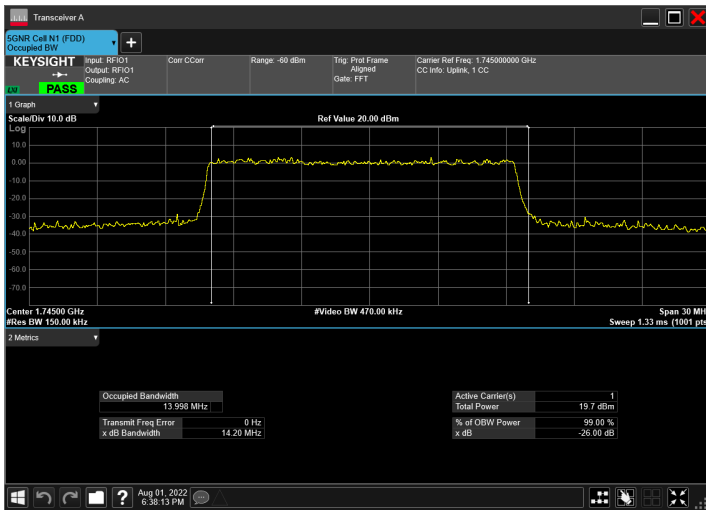 Transceiver A
5GNR Cell N1 (FDD)
Occupied BW
KEYSIGHT
LXI
PASS
Input: RFIO1
Output: RFIO1
Coupling: AC
Corr CCorr
Range: -60 dBm
Trig: Prot Frame
Aligned
Gate: FFT
Carrier Ref Freq: 1.745000000 GHz
CC Info: Uplink, 1 CC
1 Graph
Scale/Div 10.0 dB
Ref Value 20.00 dBm
Log
10.0
0.00
-10.0
-20.0
-30.0
-40.0
-50.0
-60.0
-70.0
Center 1.74500 GHz
#Video BW 470.00 kHz
Span 30 MH
#Res BW 150.00 kHz
Sweep 1.33 ms (1001 pts
2 Metrics
Occupied Bandwidth
13.998 MHz
Transmit Freq Error 0 Hz
x dB Bandwidth 14.20 MHz
Active Carrier(s) 1
Total Power 19.7 dBm
% of OBW Power 99.00 %
x dB -26.00 dB
?
Aug 01, 2022
6:38:13 PM